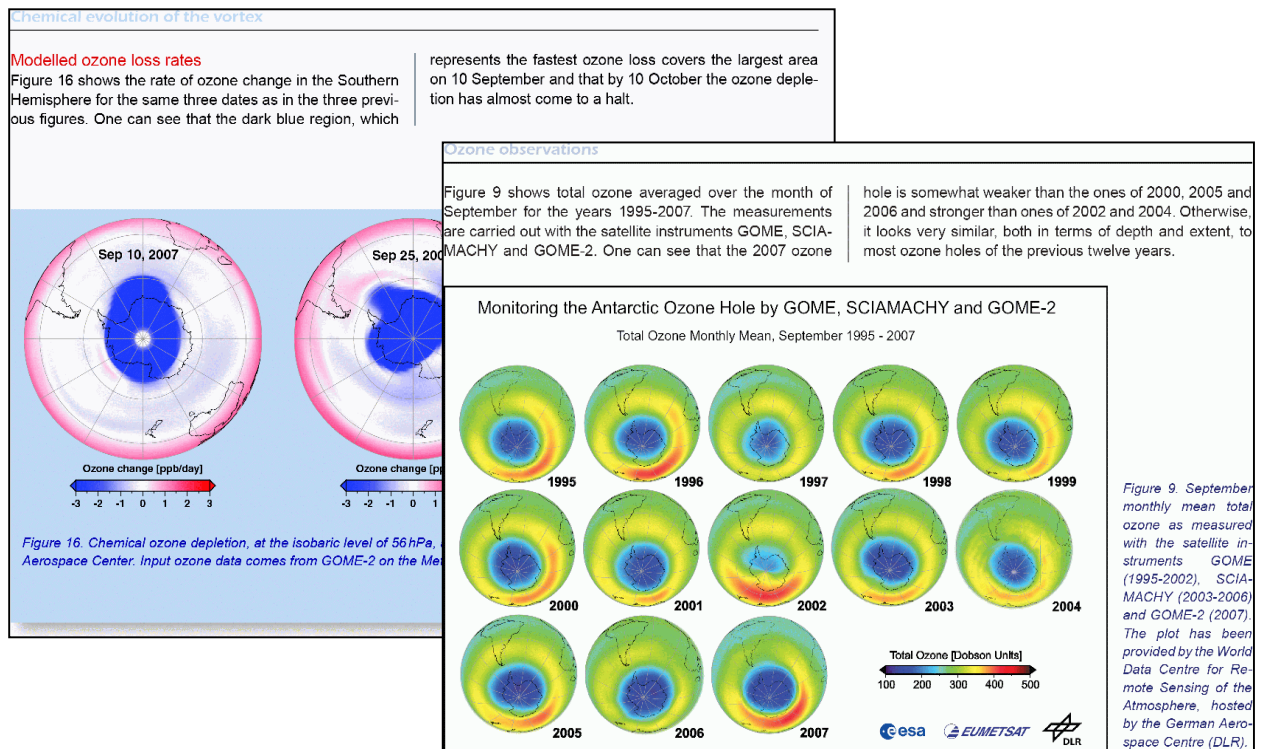 Chemical evolution of the vortex
Modelled ozone loss rates
Figure 16 shows the rate of ozone change in the Southern
Hemisphere for the same three dates as in the three previ-
ous figures. One can see that the dark blue region, which
represents the fastest ozone loss covers the largest area
on 10 September and that by 10 October the ozone deple-
tion has almost come to a halt.
Sep 10, 2007
Sep 25, 200
Ozone change [ppb/day]
-3 -2 -1 0 1 2 3
Ozone change [pp
-3 -2 -1 0 1
Figure 16. Chemical ozone depletion, at the isobaric level of 56 hPa,
Aerospace Center. Input ozone data comes from GOME-2 on the Met
Ozone observations
Figure 9 shows total ozone averaged over the month of
September for the years 1995-2007. The measurements
are carried out with the satellite instruments GOME, SCIA-
MACHY and GOME-2. One can see that the 2007 ozone
hole is somewhat weaker than the ones of 2000, 2005 and
2006 and stronger than ones of 2002 and 2004. Otherwise,
it looks very similar, both in terms of depth and extent, to
most ozone holes of the previous twelve years.
Monitoring the Antarctic Ozone Hole by GOME, SCIAMACHY and GOME-2
Total Ozone Monthly Mean, September 1995 - 2007
1995 1996 1997 1998 1999
2000 2001 2002 2003 2004
2005 2006 2007
Total Ozone [Dobson Units]
100 200 300 400 500
esa EUMETSAT DLR
Figure 9. September
monthly mean total
ozone as measured
with the satellite in-
struments GOME
(1995-2002), SCIA-
MACHY (2003-2006)
and GOME-2 (2007).
The plot has been
provided by the World
Data Centre for Re-
mote Sensing of the
Atmosphere, hosted
by the German Aero-
space Centre (DLR).